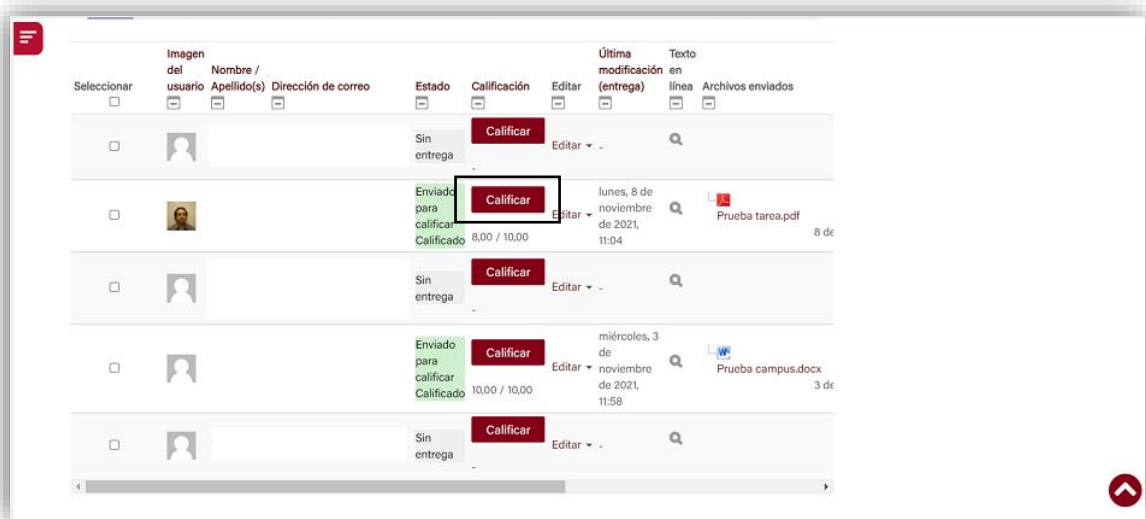 Seleccionar
Imagen
del
usuario
Nombre /
Apellido(s)
Dirección de correo
Estado
Calificación
Editar
Última
modificación
(entrega)
Texto
en
línea
Archivos enviados
Sin
entrega
Calificar
-
Editar
-
Enviado
para
calificar
Calificado
Calificar
8,00 / 10,00
Editar
lunes, 8 de
noviembre
de 2021,
11:04
Prueba tarea.pdf
8 de
Sin
entrega
Calificar
-
Editar
-
Enviado
para
calificar
Calificado
Calificar
10,00 / 10,00
Editar
miércoles, 3
de
noviembre
de 2021,
11:58
Prueba campus.docx
3 de
Sin
entrega
Calificar
-
Editar
-